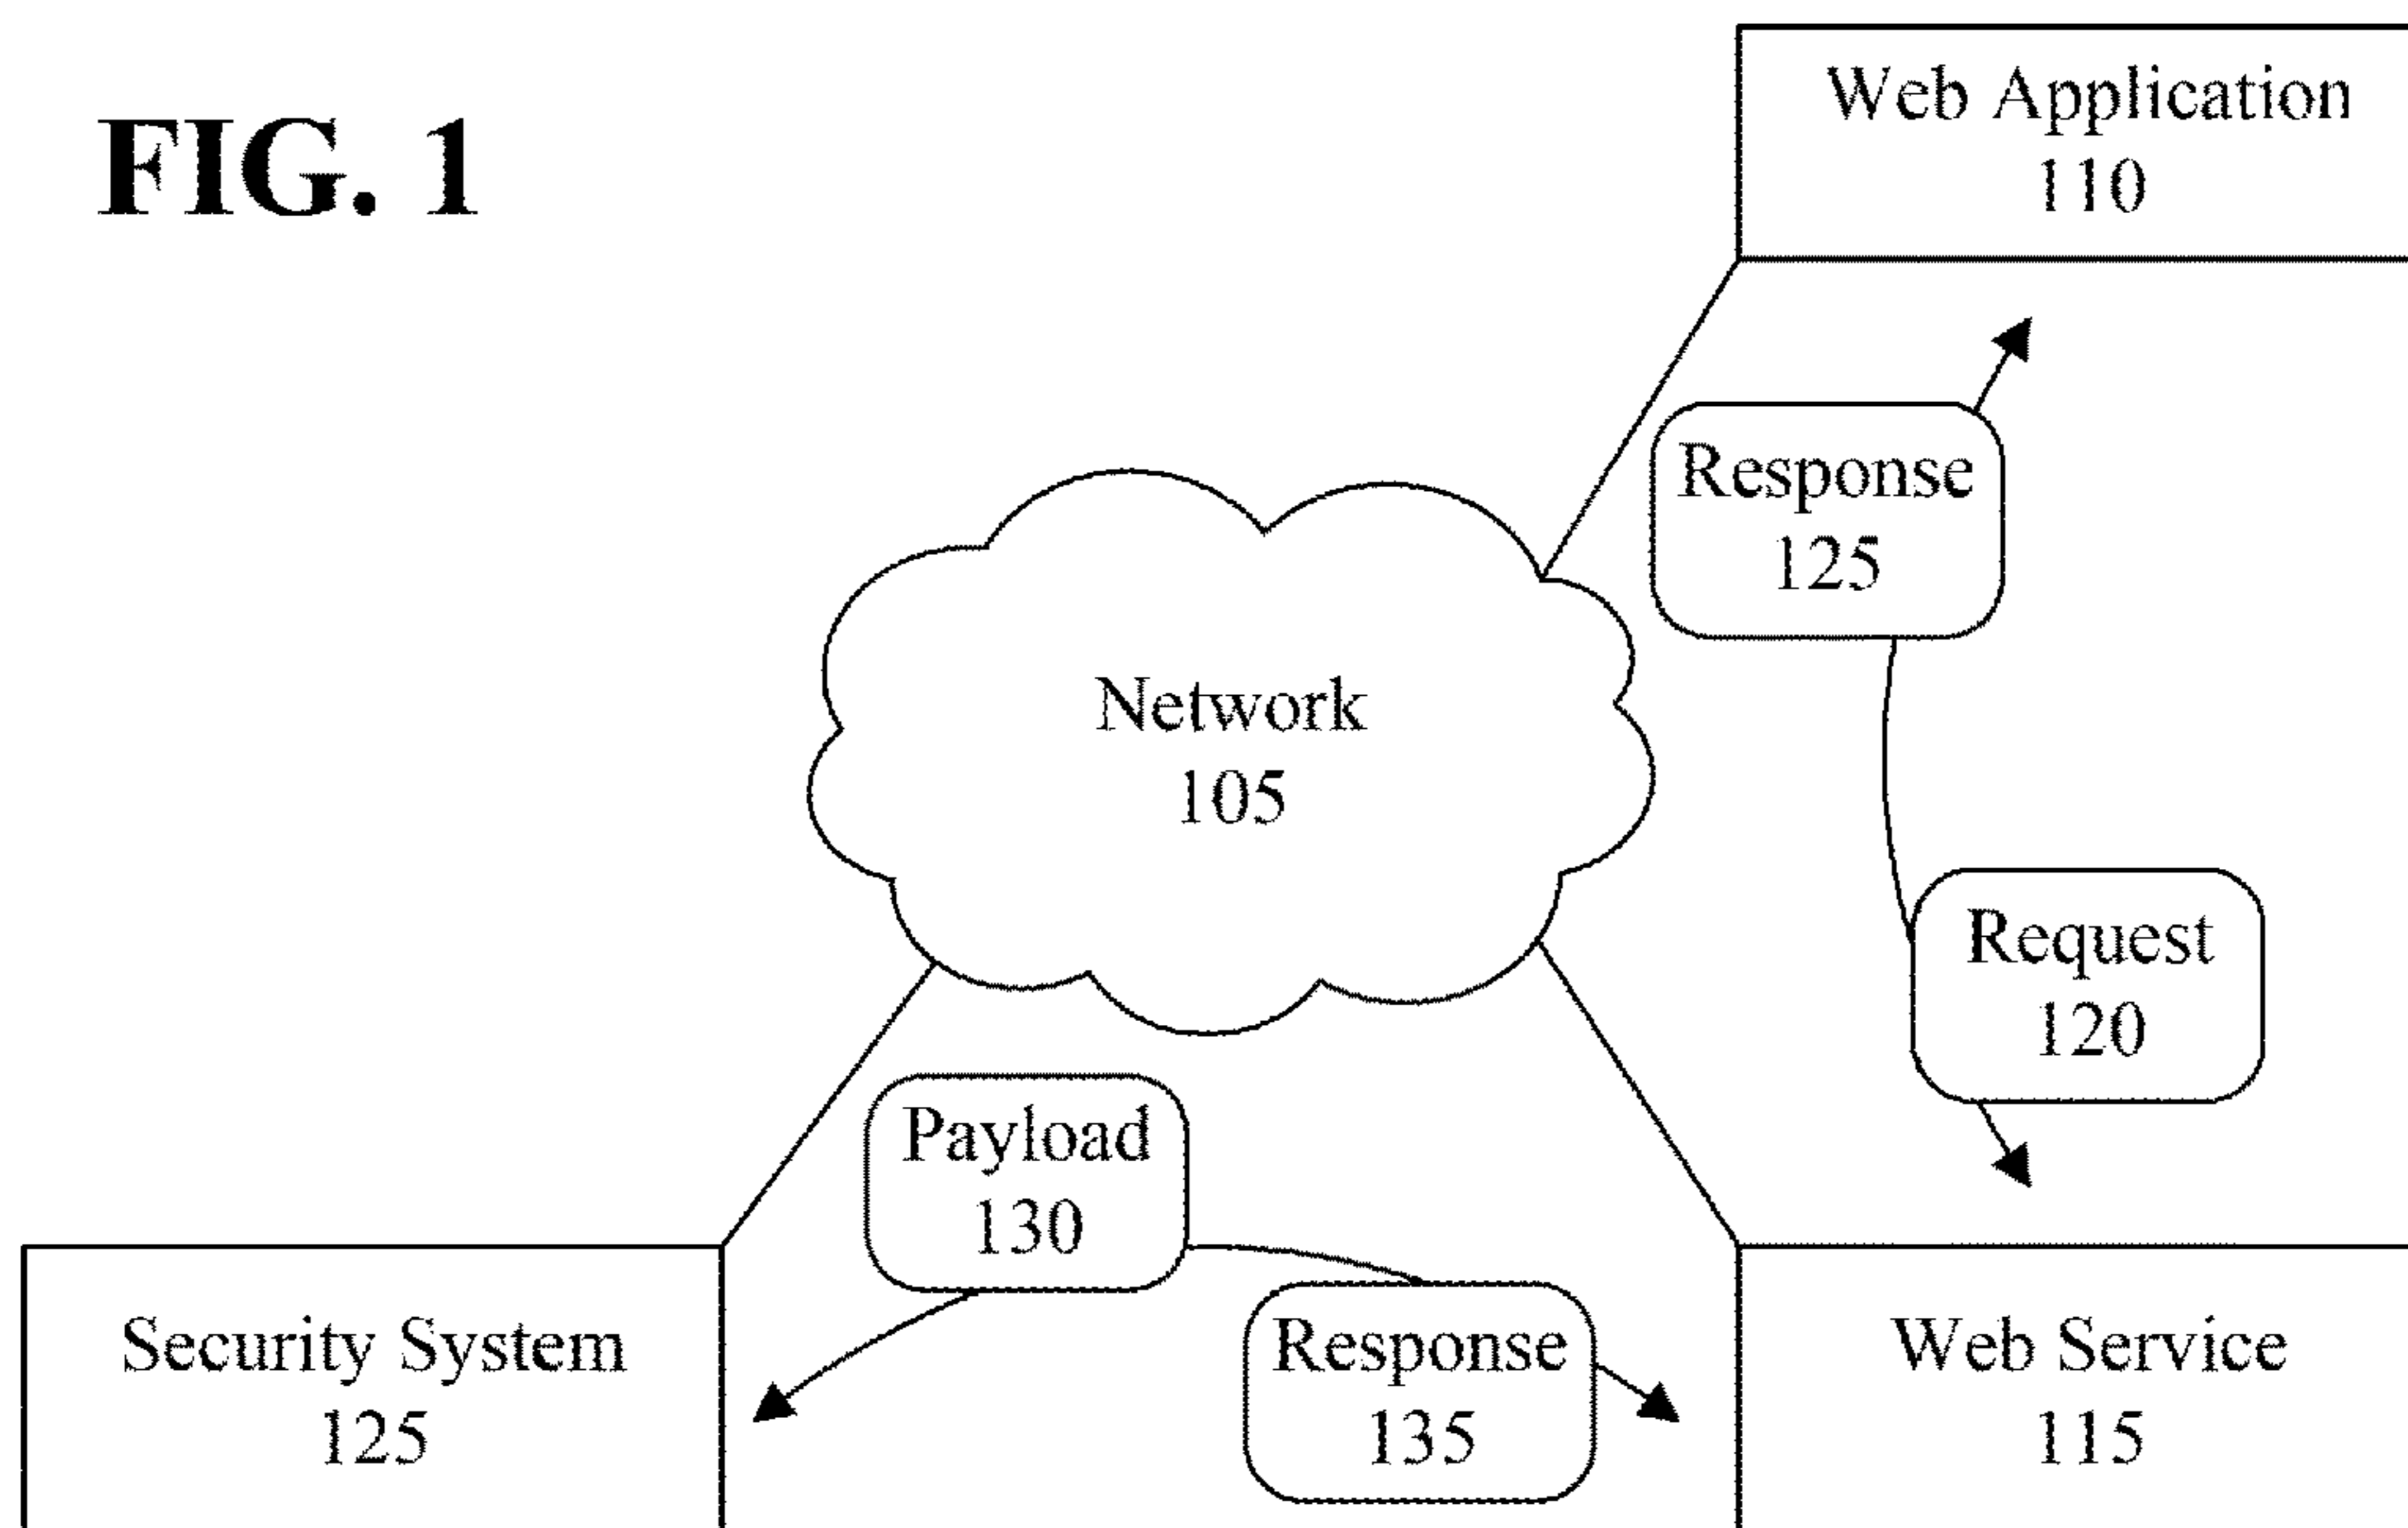 FIG. 1
Web Application
110
Response
125
Network
105
Request
120
Payload
130
Response
135
Security System
125
Web Service
115